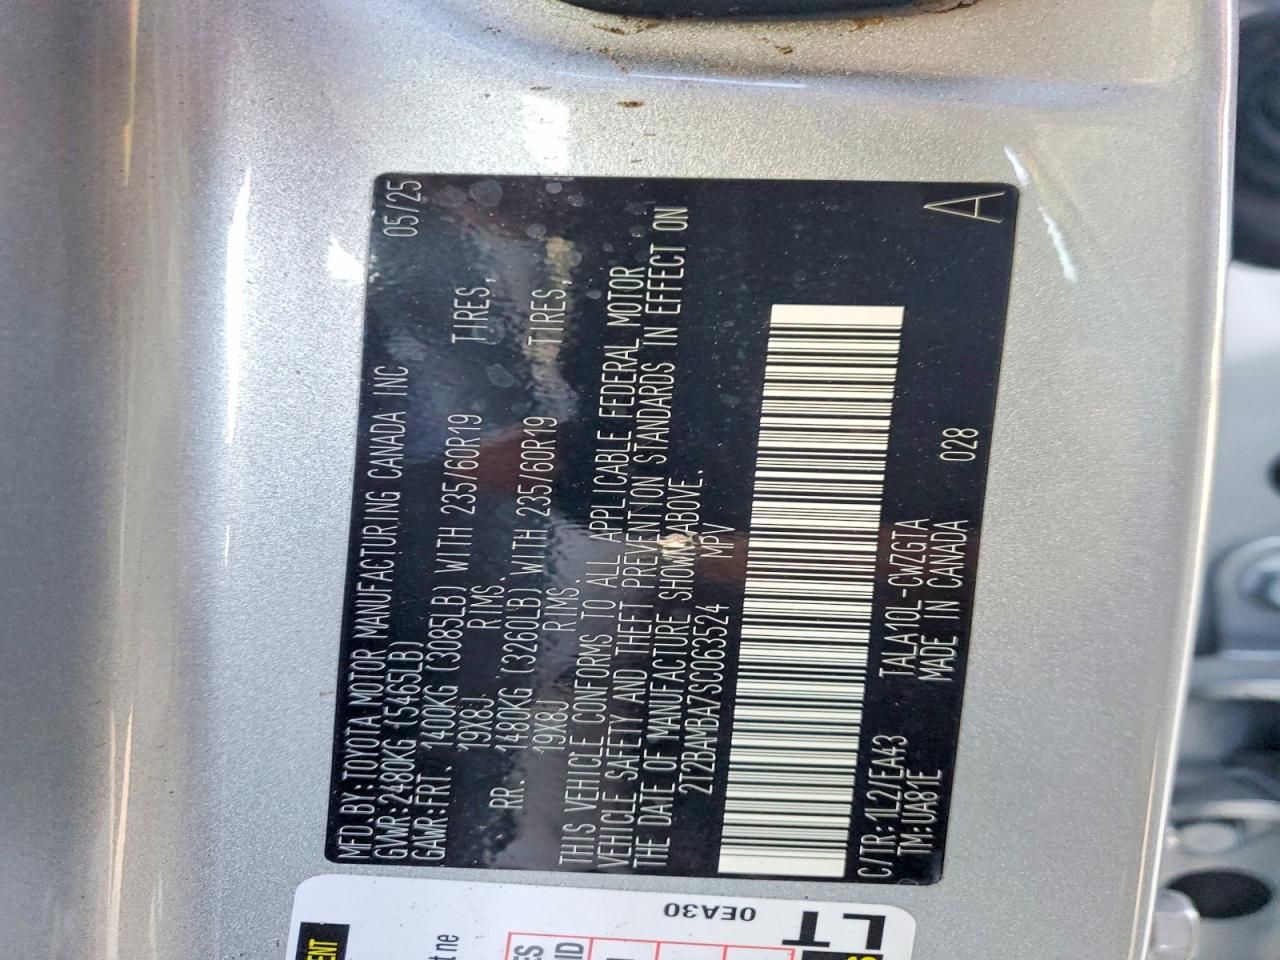 MFD.BY:TOYOTA MOTOR MANUFACTURING CANADA INC 05/25
GVWR:2480KG (5465LB)
GAWR:FRT. 1400KG (3085LB) WITH 235/60R19 TIRES,
19X8J RIMS.
RR. 1480KG (3260LB) WITH 235/60R19 TIRES,
19X8J RIMS.
THIS VEHICLE CONFORMS TO ALL APPLICABLE FEDERAL MOTOR
VEHICLE SAFETY AND THEFT PREVENTION STANDARDS IN EFFECT ON
THE DATE OF MANUFACTURE SHOWN ABOVE.
2T2BAMBA7SC063524 MPV
C/TR:1L2/EA43 TALA10L-CVZGTA 028
TM:UA81E MADE IN CANADA
A
LT
0EA30